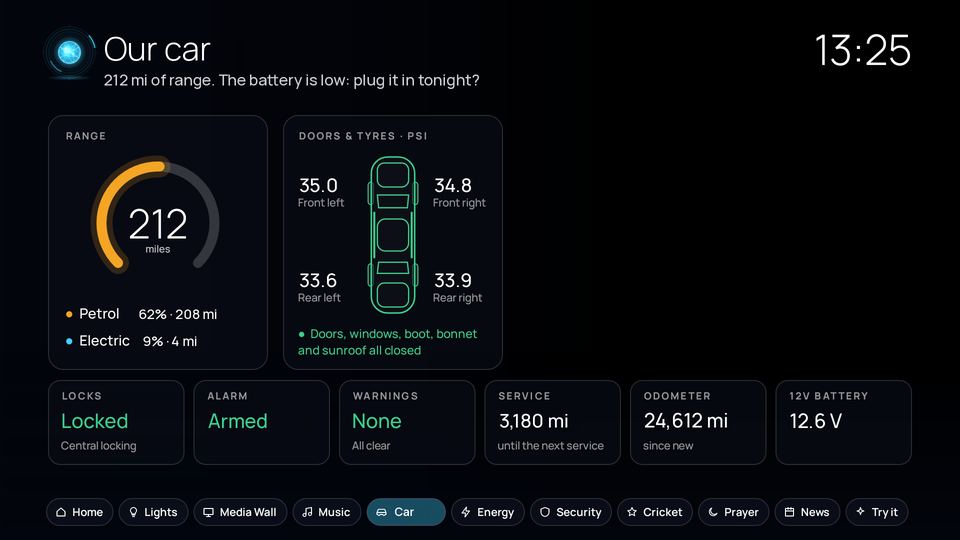 Our car
13:25
212 mi of range. The battery is low: plug it in tonight?
RANGE
212
miles
Petrol 62% · 208 mi
Electric 9% · 4 mi
DOORS & TYRES · PSI
35.0
Front left
34.8
Front right
33.6
Rear left
33.9
Rear right
Doors, windows, boot, bonnet
and sunroof all closed
LOCKS
Locked
Central locking
ALARM
Armed
WARNINGS
None
All clear
SERVICE
3,180 mi
until the next service
ODOMETER
24,612 mi
since new
12V BATTERY
12.6 V
Home Lights Media Wall Music Car Energy Security Cricket Prayer News Try it